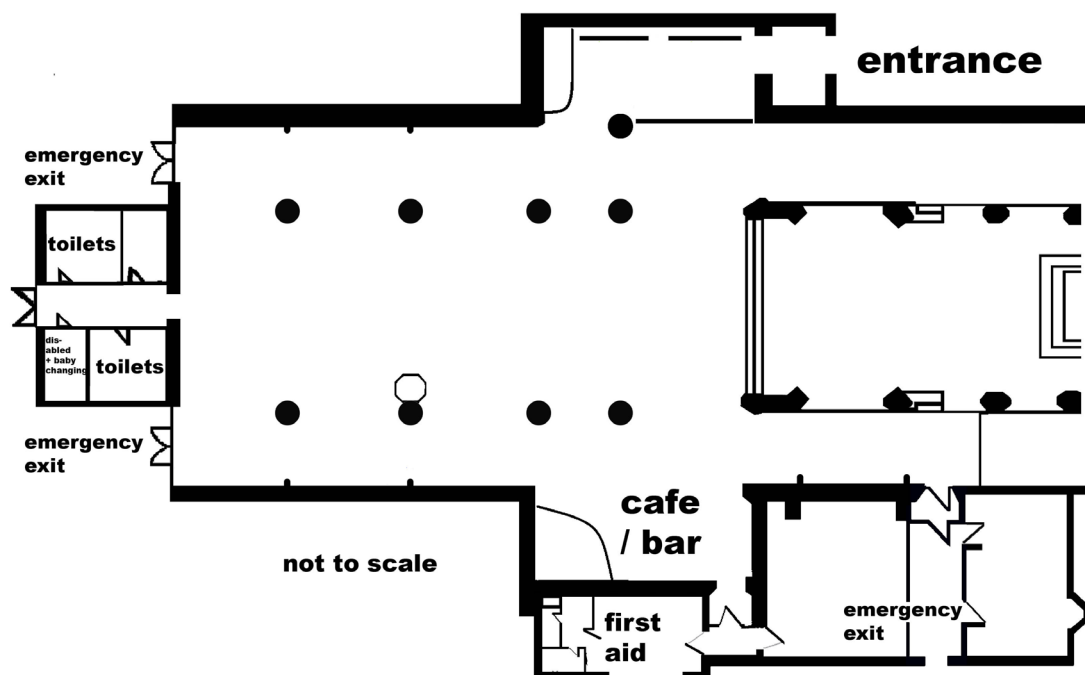 entrance
emergency
exit
toilets
dis-
abled
+ baby
changing
toilets
emergency
exit
cafe
/ bar
not to scale
first
aid
emergency
exit